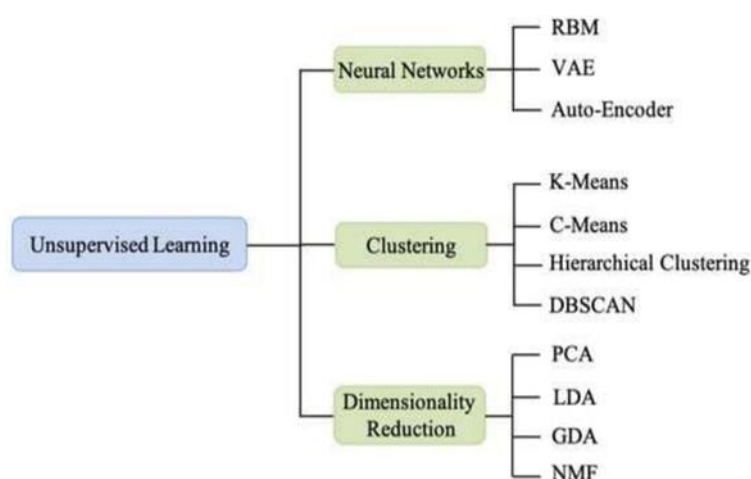 RBM
Neural Networks
VAE
Auto-Encoder
K-Means
Unsupervised Learning
Clustering
C-Means
Hierarchical Clustering
DBSCAN
PCA
Dimensionality
Reduction
LDA
GDA
NMF